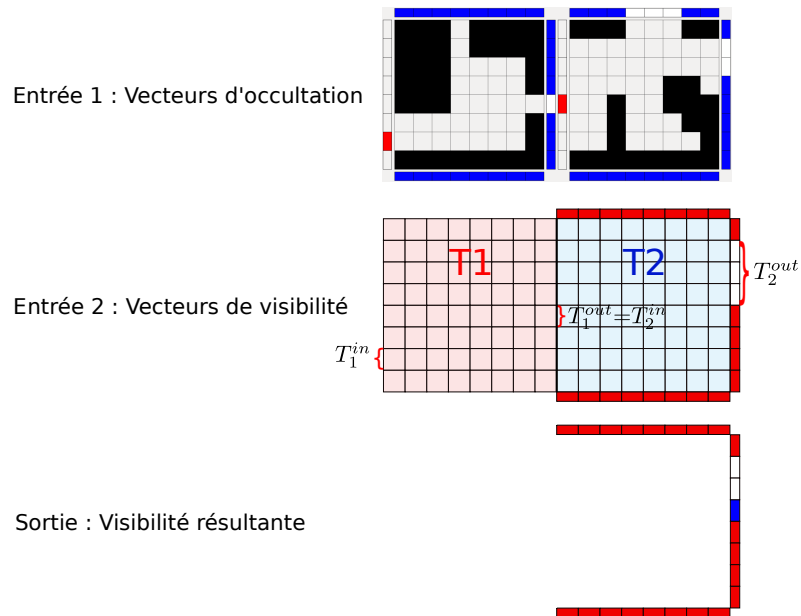 Entrée 1 : Vecteurs d'occultation
T1
T2
T_2^{out}
Entrée 2 : Vecteurs de visibilité
T_1^{out}=T_2^{in}
T_1^{in}
Sortie : Visibilité résultante